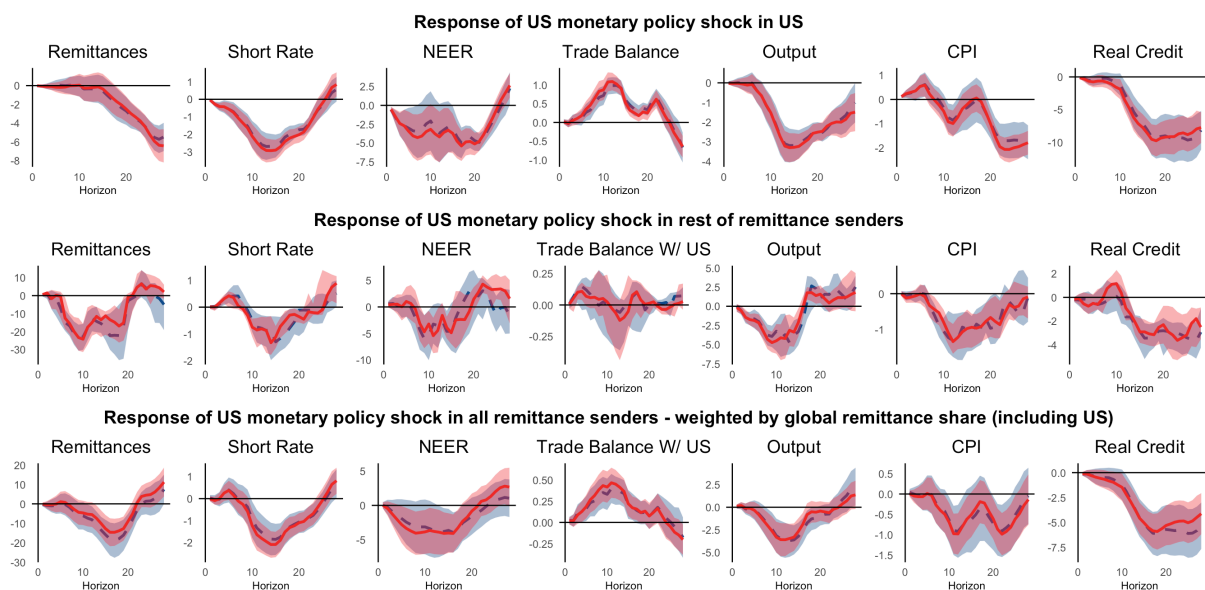 Response of US monetary policy shock in US
Remittances Short Rate NEER Trade Balance Output CPI Real Credit
0 -2 -4 -6 -8 0 10 20 Horizon
1 0 -1 -2 -3 0 10 20 Horizon
2.5 0.0 -2.5 -5.0 -7.5 0 10 20 Horizon
1.0 0.5 0.0 -0.5 -1.0 0 10 20 Horizon
0 -1 -2 -3 -4 0 10 20 Horizon
1 0 -1 -2 0 10 20 Horizon
0 -5 -10 0 10 20 Horizon
Response of US monetary policy shock in rest of remittance senders
Remittances Short Rate NEER Trade Balance W/ US Output CPI Real Credit
10 0 -10 -20 -30 0 10 20 Horizon
1 0 -1 -2 0 10 20 Horizon
5 0 -5 -10 0 10 20 Horizon
0.25 0.00 -0.25 0 10 20 Horizon
5.0 2.5 0.0 -2.5 -5.0 -7.5 0 10 20 Horizon
0 -1 0 10 20 Horizon
2 0 -2 -4 0 10 20 Horizon
Response of US monetary policy shock in all remittance senders - weighted by global remittance share (including US)
Remittances Short Rate NEER Trade Balance W/ US Output CPI Real Credit
20 10 0 -10 -20 -30 0 10 20 Horizon
1 0 -1 -2 0 10 20 Horizon
5 0 -5 0 10 20 Horizon
0.50 0.25 0.00 -0.25 0 10 20 Horizon
2.5 0.0 -2.5 -5.0 0 10 20 Horizon
0.5 0.0 -0.5 -1.0 -1.5 0 10 20 Horizon
0.0 -2.5 -5.0 -7.5 0 10 20 Horizon